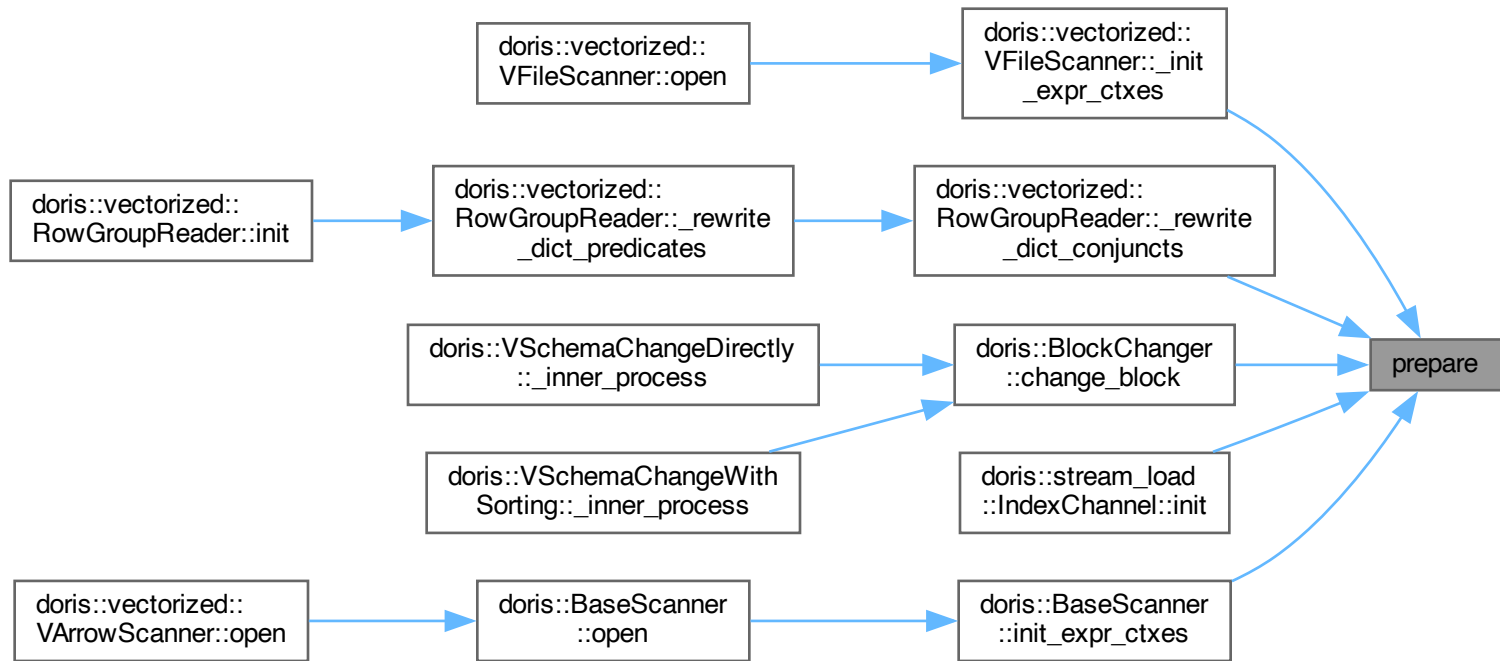 doris::vectorized::
VFileScanner::open
doris::vectorized::
VFileScanner::_init
_expr_ctxes
doris::vectorized::
RowGroupReader::init
doris::vectorized::
RowGroupReader::_rewrite
_dict_predicates
doris::vectorized::
RowGroupReader::_rewrite
_dict_conjuncts
doris::VSchemaChangeDirectly
::_inner_process
doris::BlockChanger
::change_block
prepare
doris::VSchemaChangeWith
Sorting::_inner_process
doris::stream_load
::IndexChannel::init
doris::vectorized::
VArrowScanner::open
doris::BaseScanner
::open
doris::BaseScanner
::init_expr_ctxes